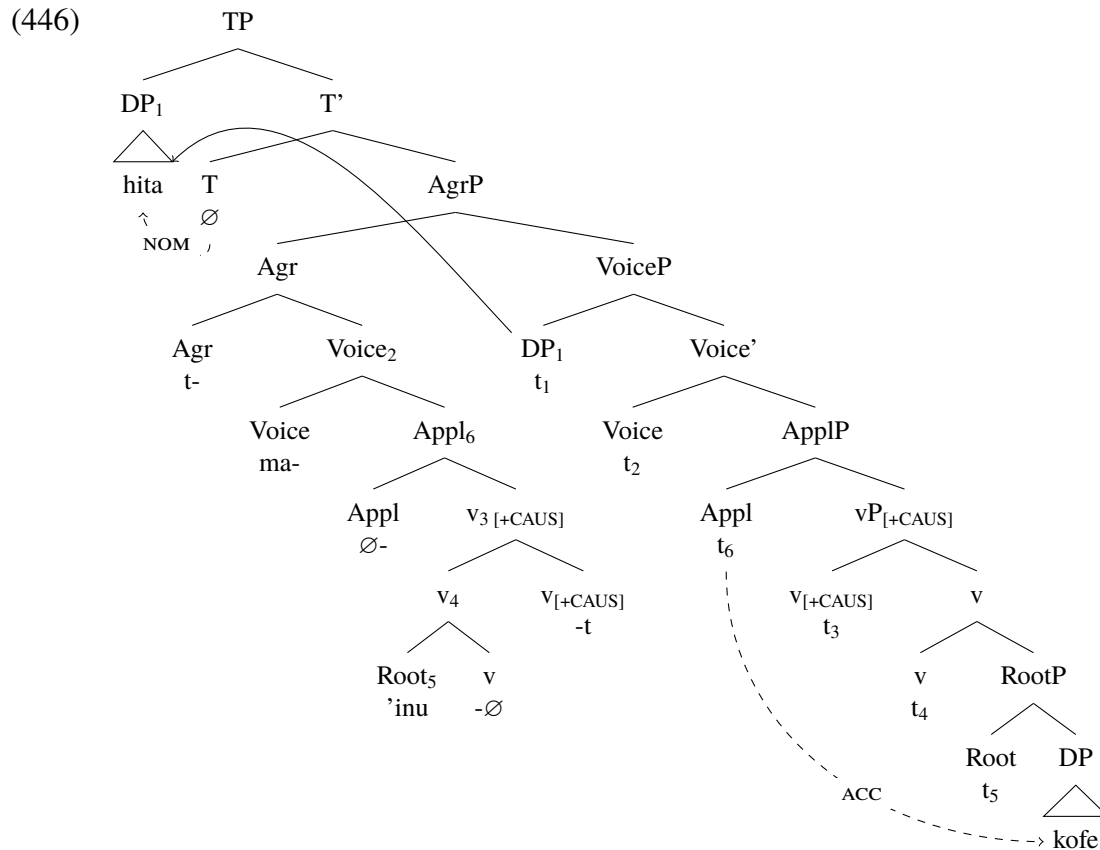 (446) TP
DP₁ T’
hita T AgrP
∅
NOM
Agr VoiceP
Agr Voice₂ DP₁ Voice’
t- t₁
Voice Appl₆ Voice ApplP
ma- t₂
Appl v₃ [+CAUS] Appl vP[+CAUS]
∅- t₆
v₄ v[+CAUS] v[+CAUS] v
-t t₃
Root₅ v v RootP
’inu -∅ t₄
Root DP
t₅
ACC
kofe